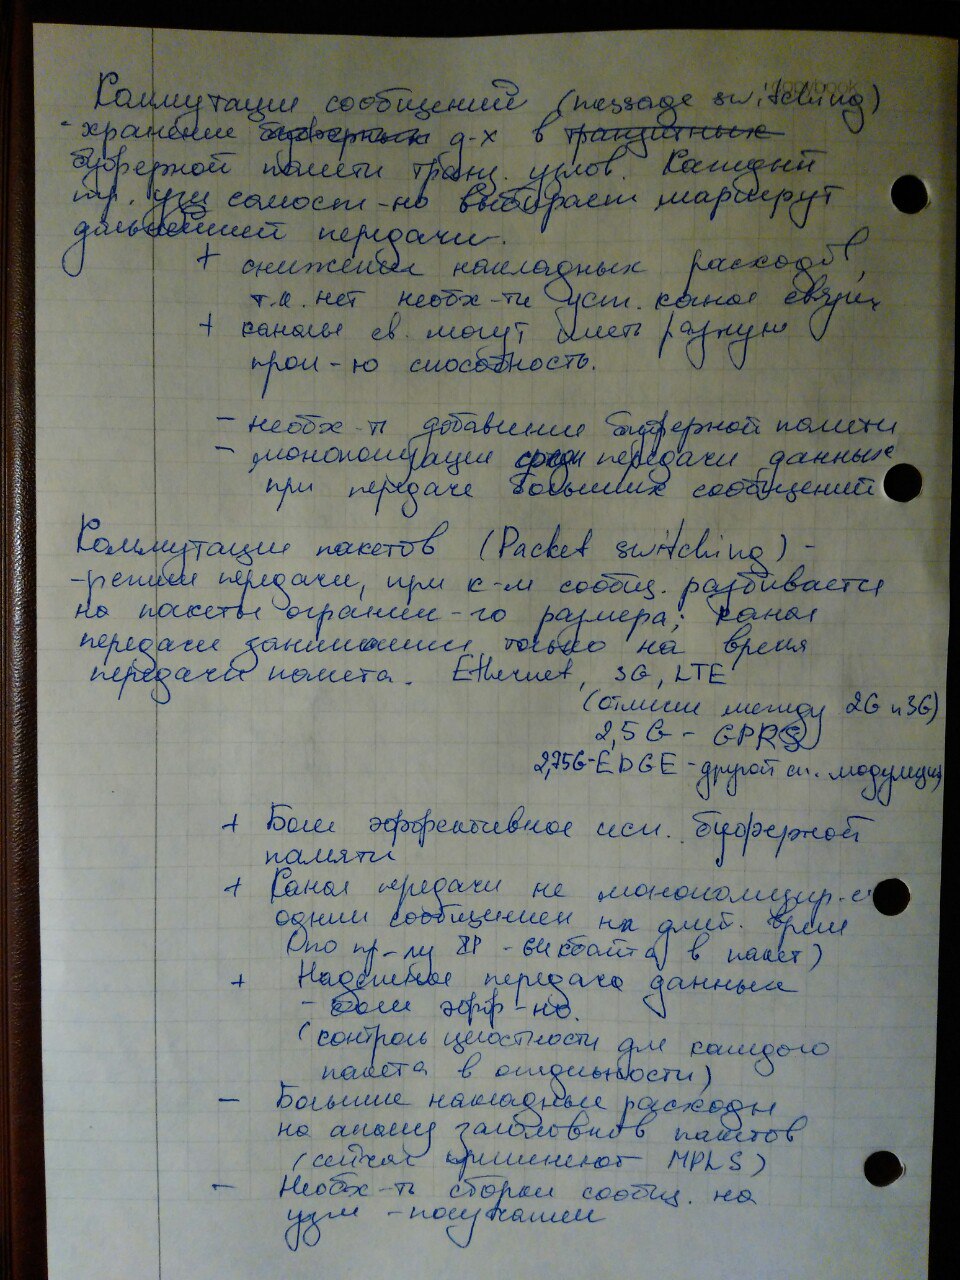 Коммутация сообщений (message switching)
- хранение буферных д-х в транзитных
буферной памяти транз. узлов. Каждый
тр. узел самост-но выбирает маршрут
дальнейшей передачи.
+ снижение накладных расходов,
т.к. нет необх-ти уст. канал связи
+ каналы св. могут иметь разную
проп-ю способность.
- необх-ть добавления буферной памяти
- монополизация среды передачи данных
при передаче больших сообщений
Коммутация пакетов (Packet switching) -
- режим передачи, при к-м сообщ. разбивается
на пакеты огранич-го размера; канал
передачи занимается только на время
передачи пакета. Ethernet, 3G, LTE
(отличие между 2G и 3G)
2,5G - GPRS
2,75G - EDGE - другой сп. модуляции
+ Более эффективное исп. буферной
памяти
+ Канал передачи не монополизир-ся
одним сообщением на длит. время
(по пр-лу IP - 64 кбайта в пакет)
+ Надежная передача данных
- более эфф-но.
(контроль целостности для каждого
пакета в отдельности)
- Большие накладные расходы
на анализ заголовков пакетов
(сейчас применяют MPLS)
- Необх-ть сборки сообщ. на
узле - получателе